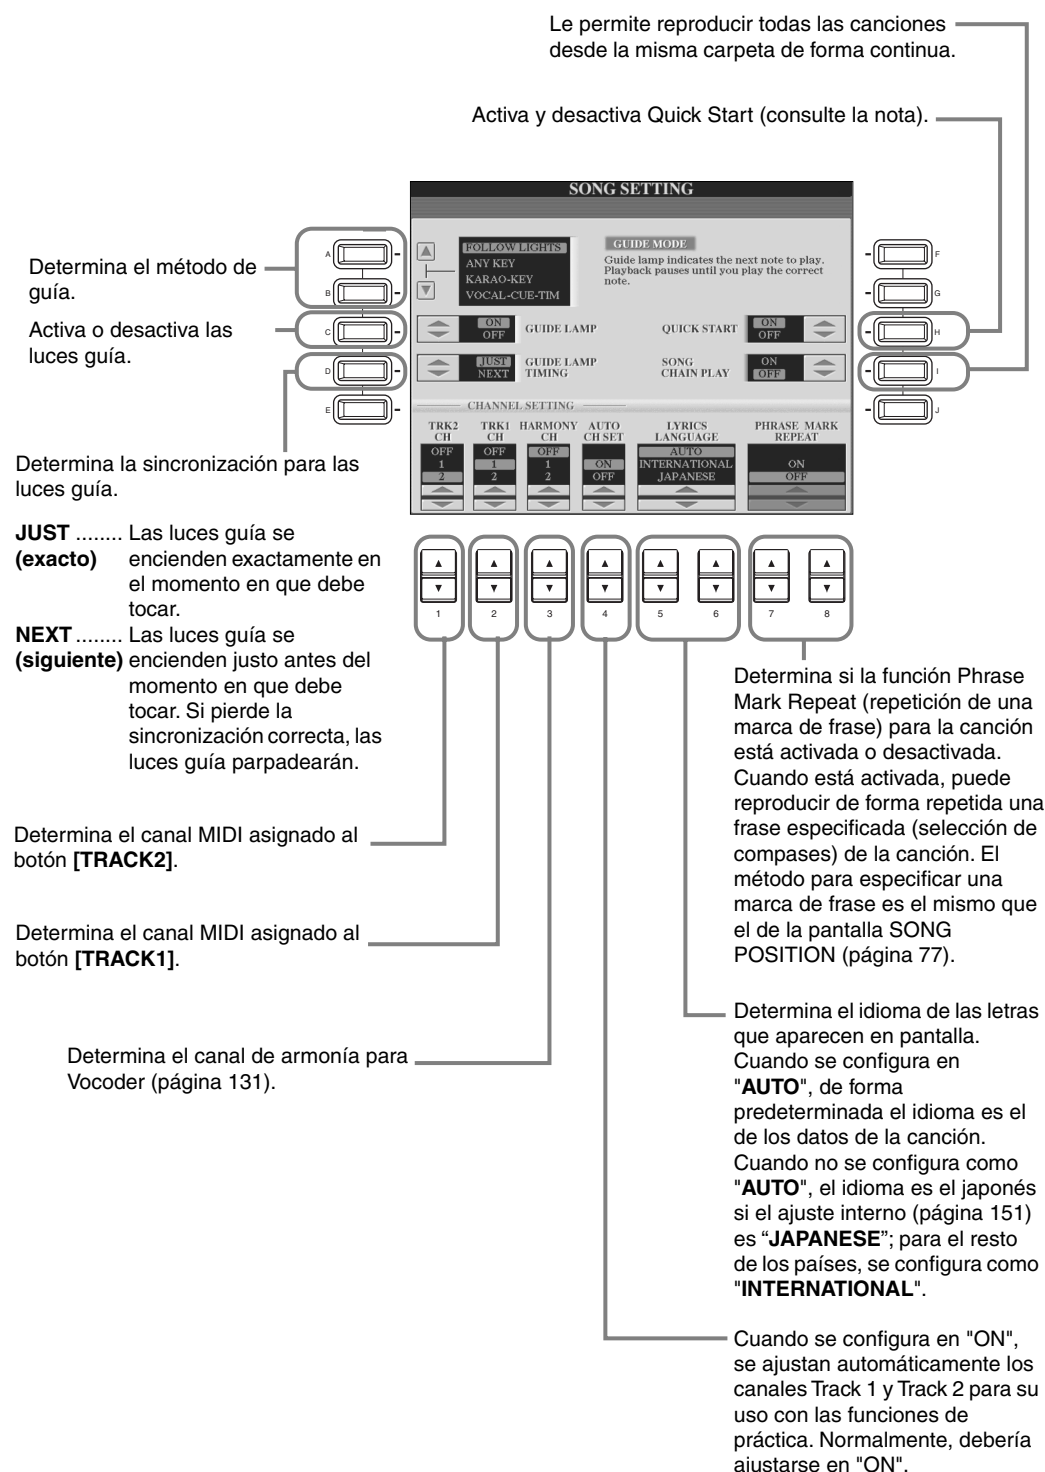 Le permite reproducir todas las canciones
desde la misma carpeta de forma continua.
Activa y desactiva Quick Start (consulte la nota).
SONG SETTING
FOLLOW LIGHTS
ANY KEY
KARAO-KEY
VOCAL-CUE-TIM
GUIDE MODE
Guide lamp indicates the next note to play.
Playback pauses until you play the correct
note.
ON
OFF
GUIDE LAMP
QUICK START
ON
OFF
JUST
NEXT
GUIDE LAMP
TIMING
SONG
CHAIN PLAY
ON
OFF
CHANNEL SETTING
TRK2
CH
TRK1
CH
HARMONY
CH
AUTO
CH SET
LYRICS
LANGUAGE
PHRASE MARK
REPEAT
OFF
1
2
OFF
1
2
OFF
1
2
ON
OFF
AUTO
INTERNATIONAL
JAPANESE
ON
OFF
A
B
C
D
E
F
G
H
I
J
1
2
3
4
5
6
7
8
Determina el método de
guía.
Activa o desactiva las
luces guía.
Determina la sincronización para las
luces guía.
JUST ........ Las luces guía se
(exacto) encienden exactamente en
el momento en que debe
tocar.
NEXT ........ Las luces guía se
(siguiente) encienden justo antes del
momento en que debe
tocar. Si pierde la
sincronización correcta, las
luces guía parpadearán.
Determina el canal MIDI asignado al
botón [TRACK2].
Determina el canal MIDI asignado al
botón [TRACK1].
Determina el canal de armonía para
Vocoder (página 131).
Determina si la función Phrase
Mark Repeat (repetición de una
marca de frase) para la canción
está activada o desactivada.
Cuando está activada, puede
reproducir de forma repetida una
frase especificada (selección de
compases) de la canción. El
método para especificar una
marca de frase es el mismo que
el de la pantalla SONG
POSITION (página 77).
Determina el idioma de las letras
que aparecen en pantalla.
Cuando se configura en
"AUTO", de forma
predeterminada el idioma es el
de los datos de la canción.
Cuando no se configura como
"AUTO", el idioma es el japonés
si el ajuste interno (página 151)
es “JAPANESE”; para el resto
de los países, se configura como
"INTERNATIONAL".
Cuando se configura en "ON",
se ajustan automáticamente los
canales Track 1 y Track 2 para su
uso con las funciones de
práctica. Normalmente, debería
ajustarse en "ON".